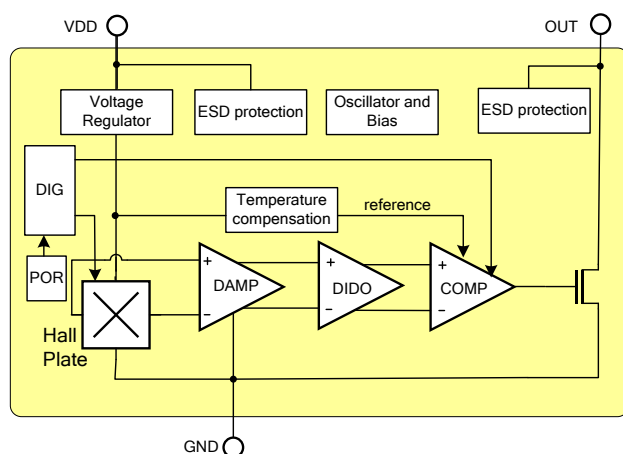 VDD
OUT
Voltage
Regulator
ESD protection
Oscillator and
Bias
ESD protection
DIG
Temperature
compensation
reference
POR
+
DAMP
-
+
DIDO
-
+
COMP
-
Hall
Plate
GND